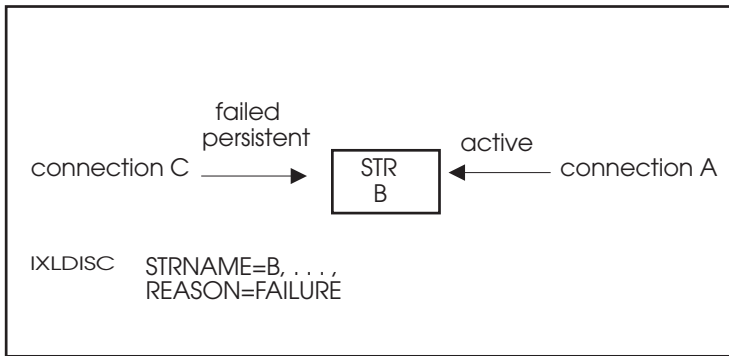 failed
persistent
connection C
STR
B
active
connection A
IXLDISC STRNAME=B, . . . ,
REASON=FAILURE